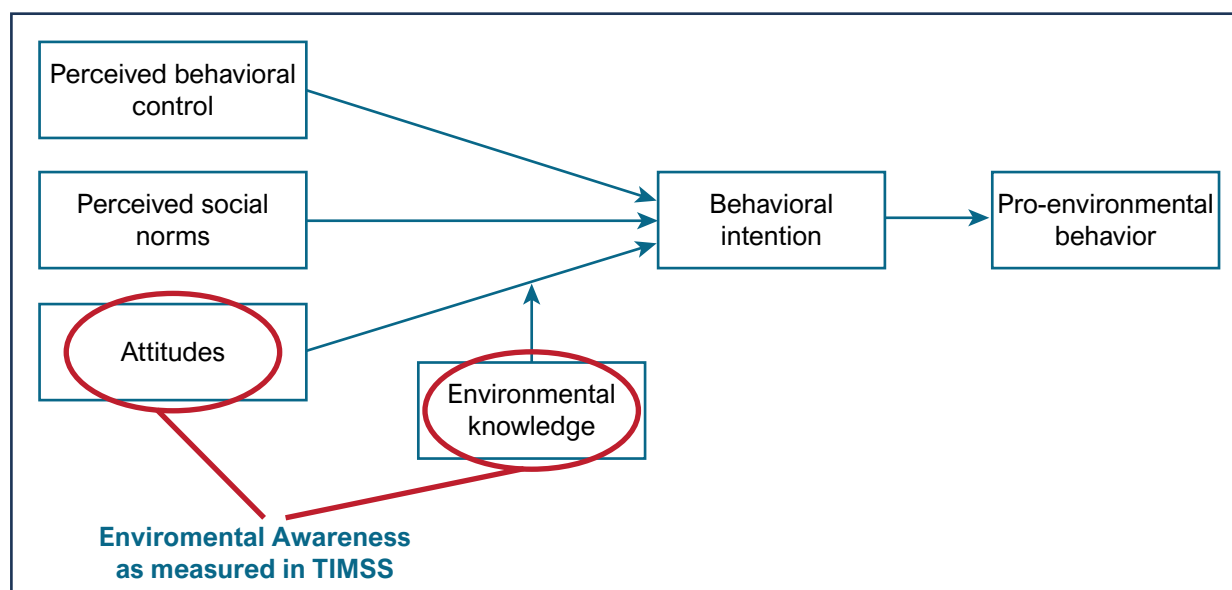 Perceived behavioral
control
Perceived social
norms
Behavioral
intention
Pro-environmental
behavior
Attitudes
Environmental
knowledge
Enviromental Awareness
as measured in TIMSS